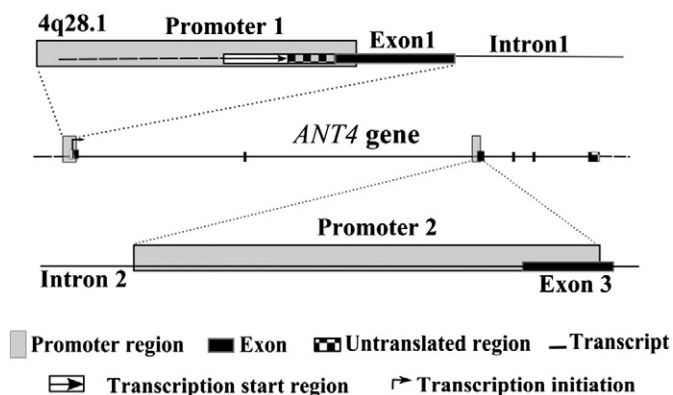 4q28.1 Promoter 1
Exon1
Intron1
ANT4 gene
Promoter 2
Intron 2
Exon 3
Promoter region Exon Untranslated region Transcript
Transcription start region Transcription initiation